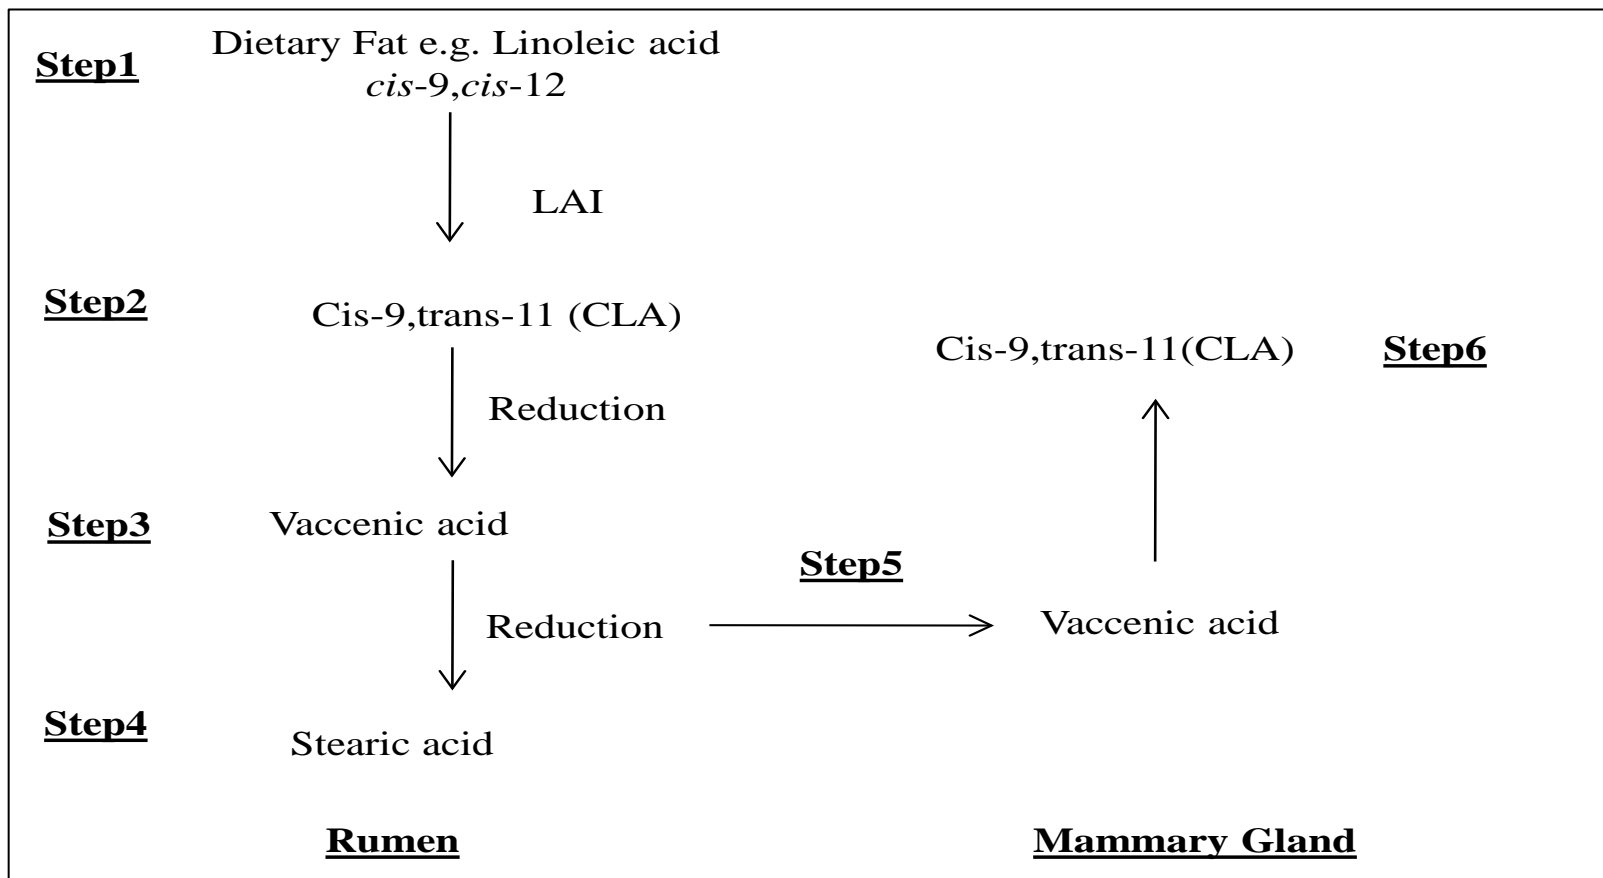 Step1
Dietary Fat e.g. Linoleic acid
cis-9,cis-12
LAI
Step2
Cis-9,trans-11 (CLA)
Cis-9,trans-11(CLA)
Step6
Reduction
Step3
Vaccenic acid
Step5
Reduction
Vaccenic acid
Step4
Stearic acid
Rumen
Mammary Gland